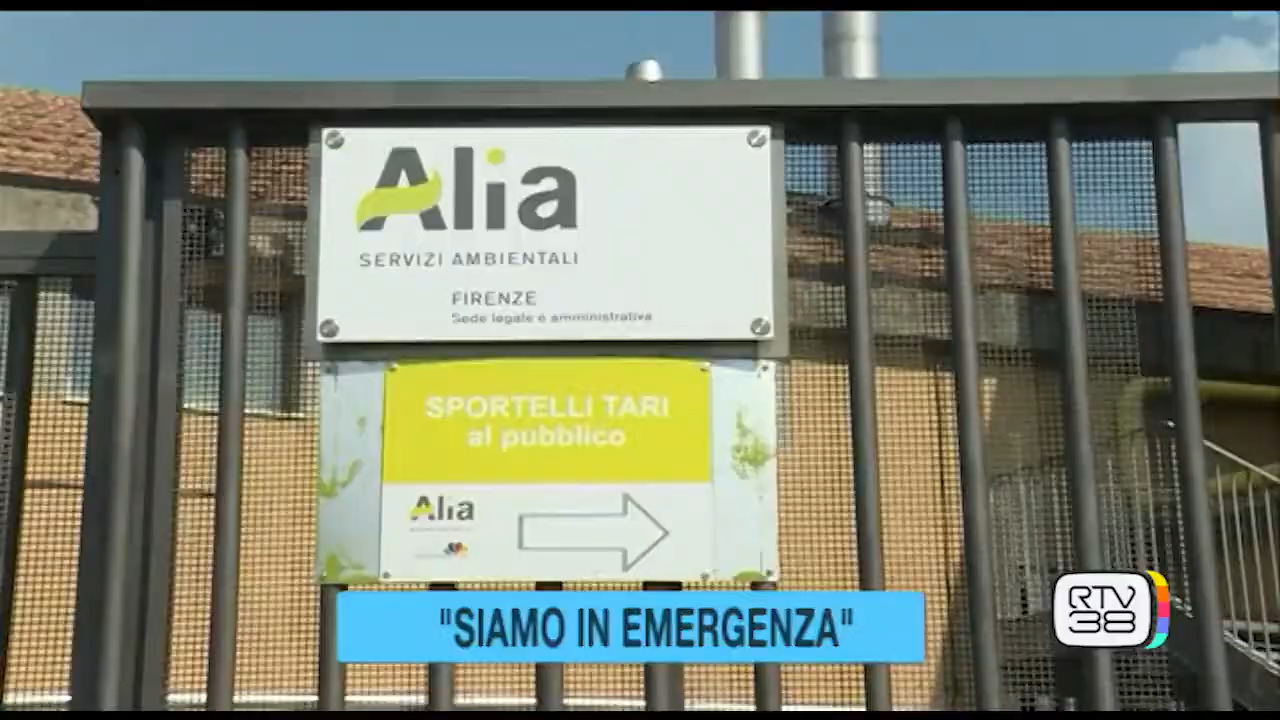 Alia
SERVIZI AMBIENTALI
FIRENZE
Sede legale e amministrativa
SPORTELLI TARI
al pubblico
Alia
"SIAMO IN EMERGENZA"
RTV
38